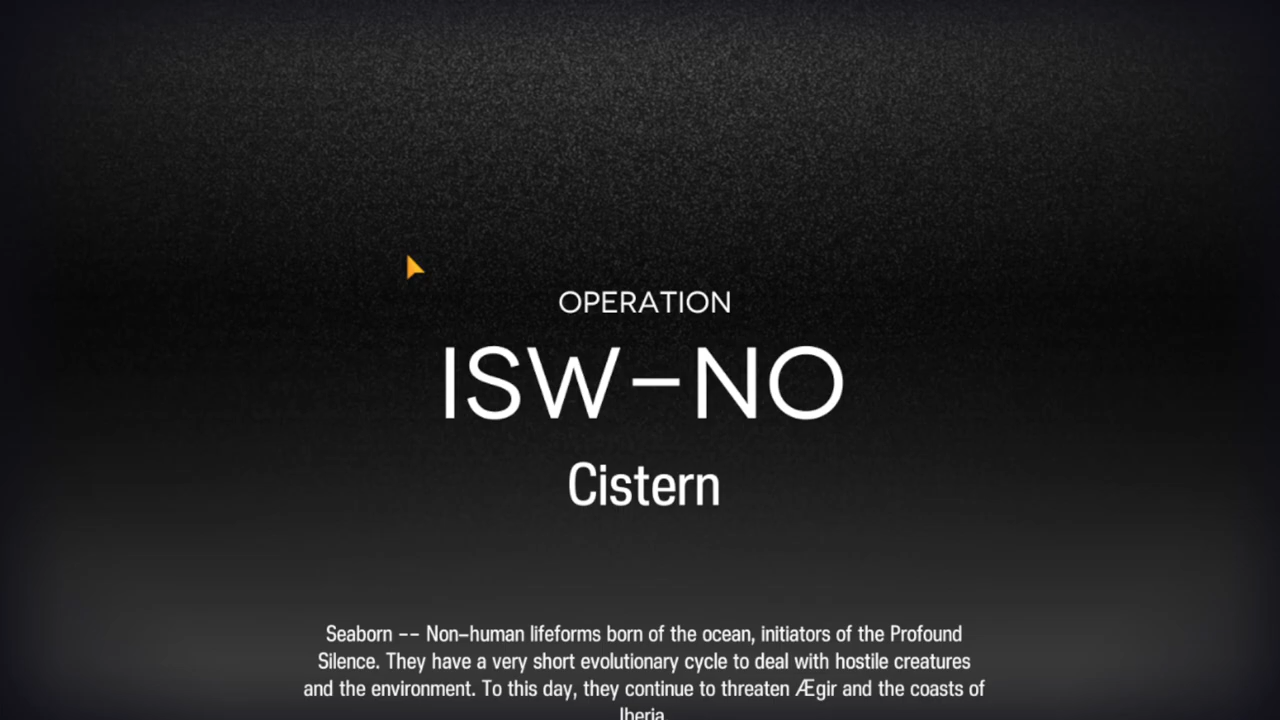 OPERATION
ISW-NO
Cistern
Seaborn -- Non-human lifeforms born of the ocean, initiators of the Profound
Silence. They have a very short evolutionary cycle to deal with hostile creatures
and the environment. To this day, they continue to threaten Ægir and the coasts of
Iberia